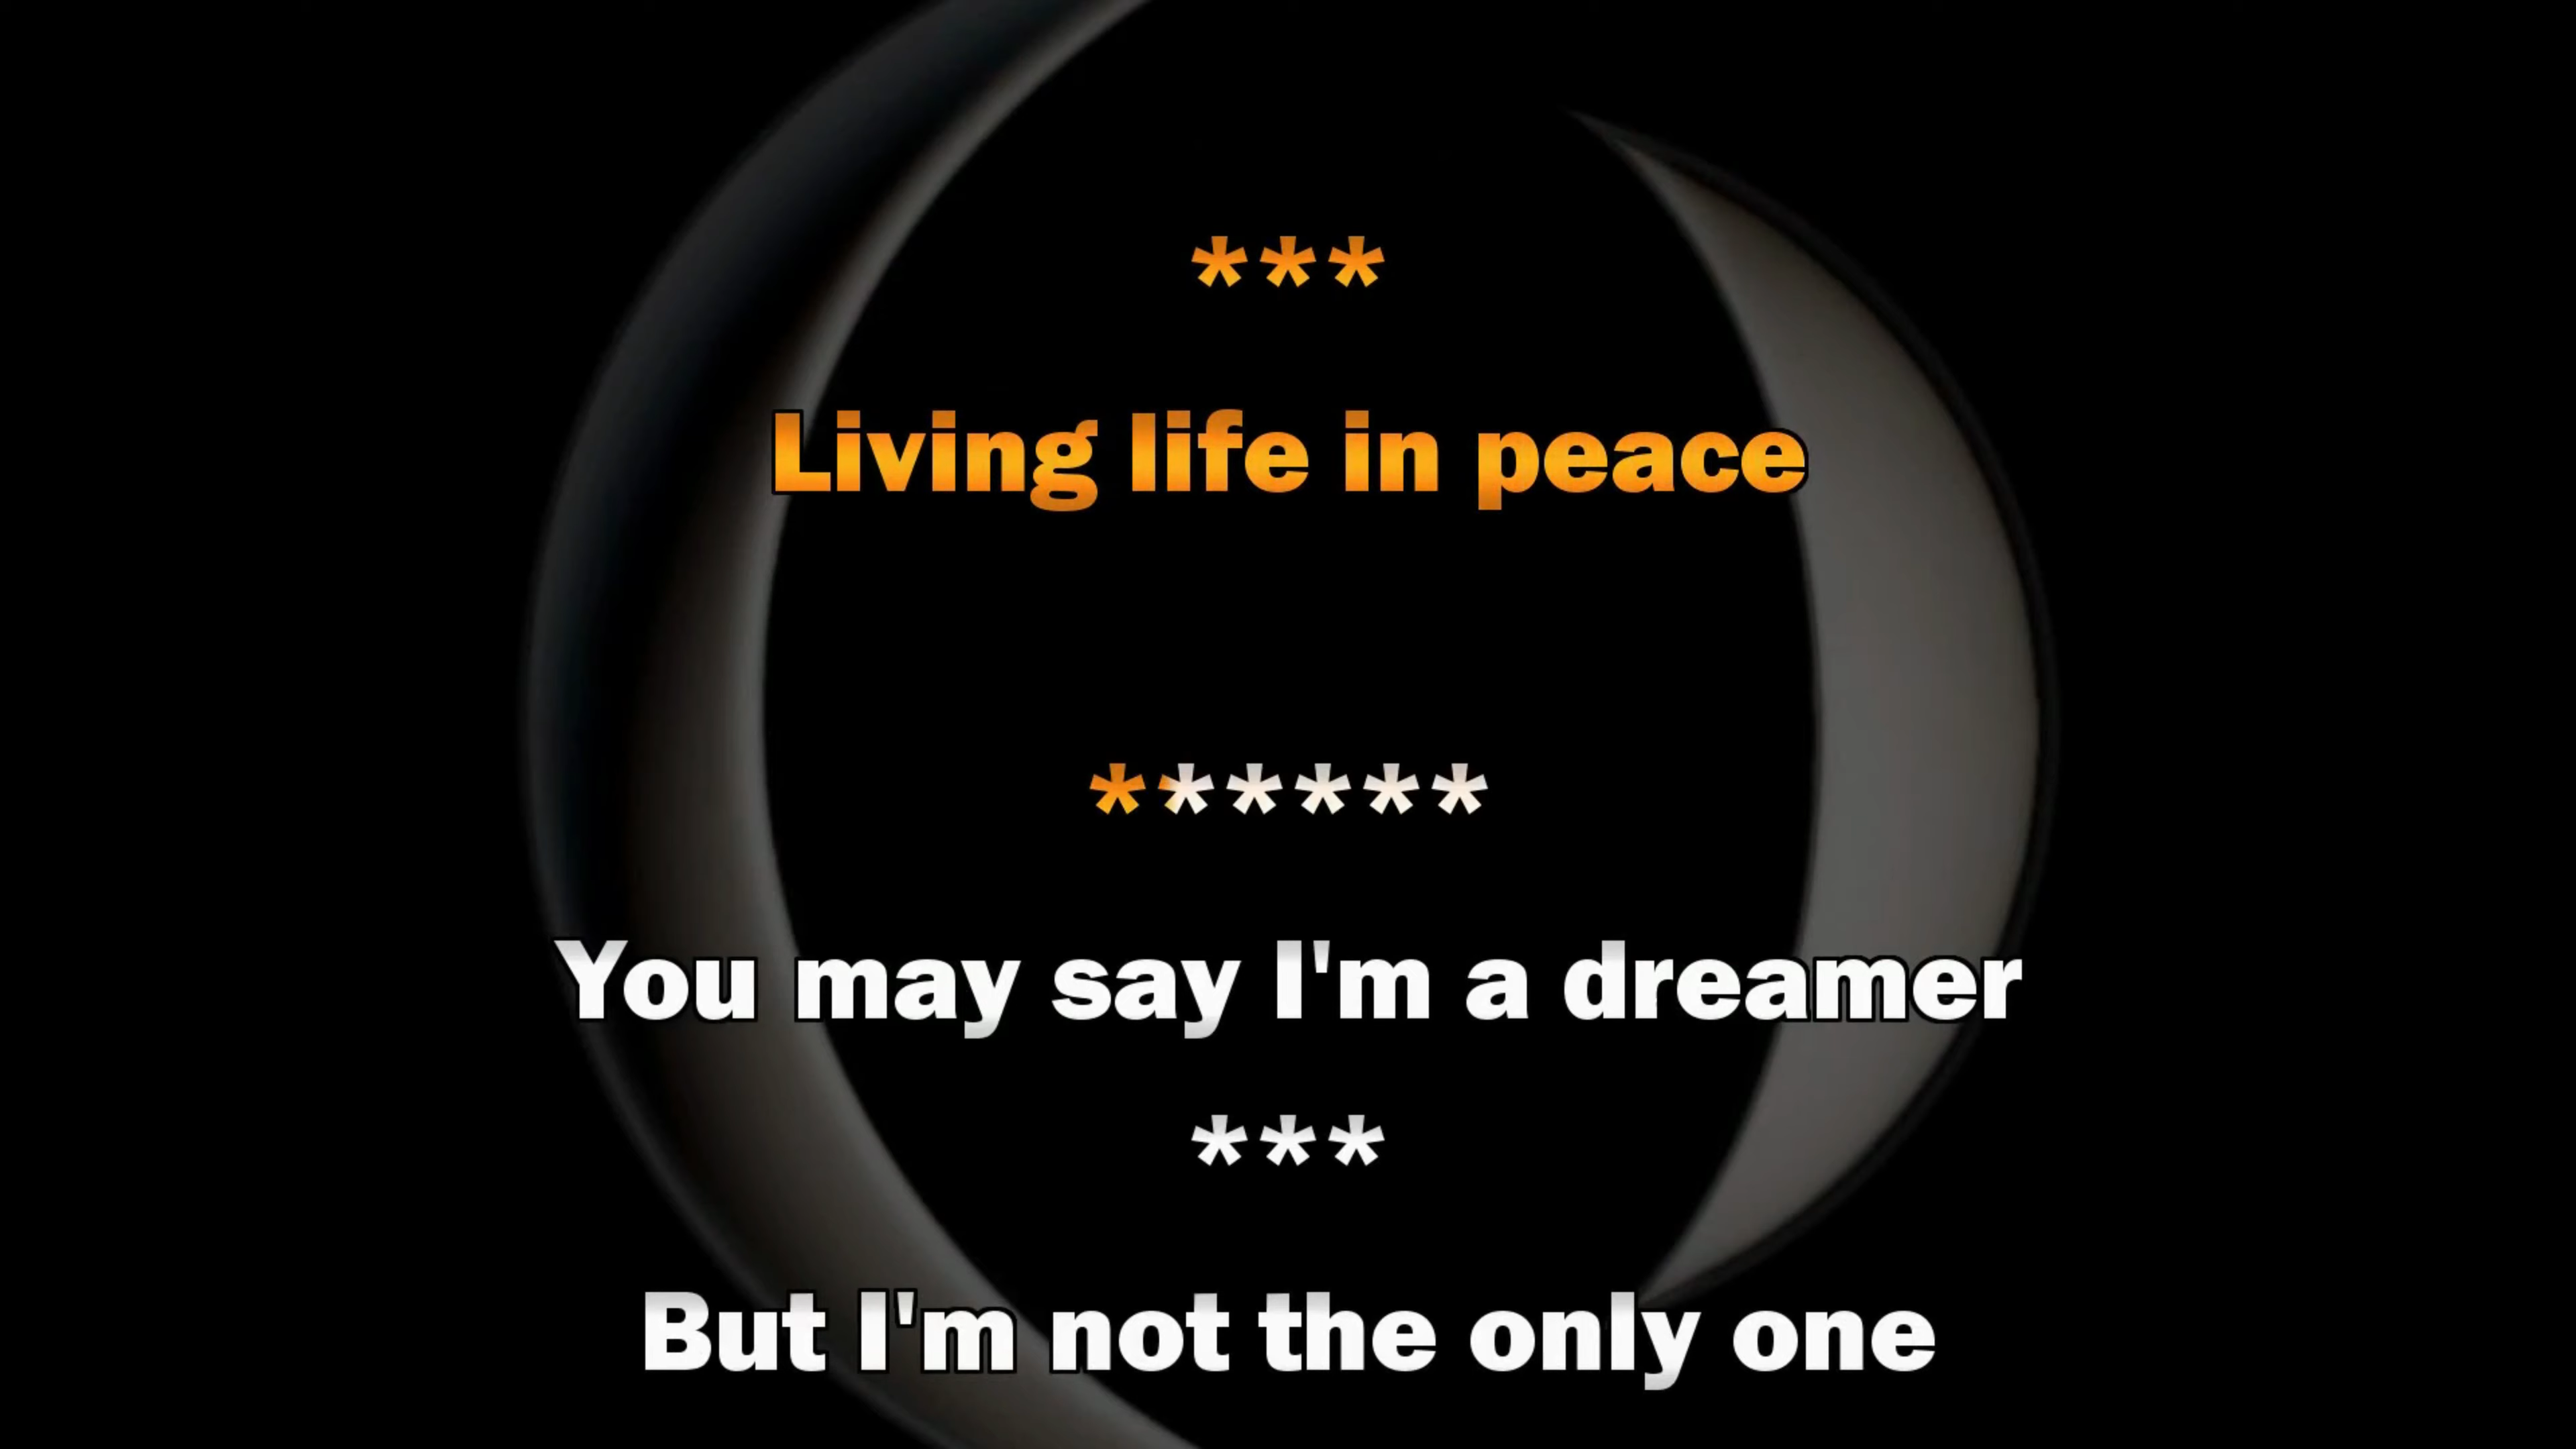 ***
Living life in peace
******
You may say I'm a dreamer
***
But I'm not the only one